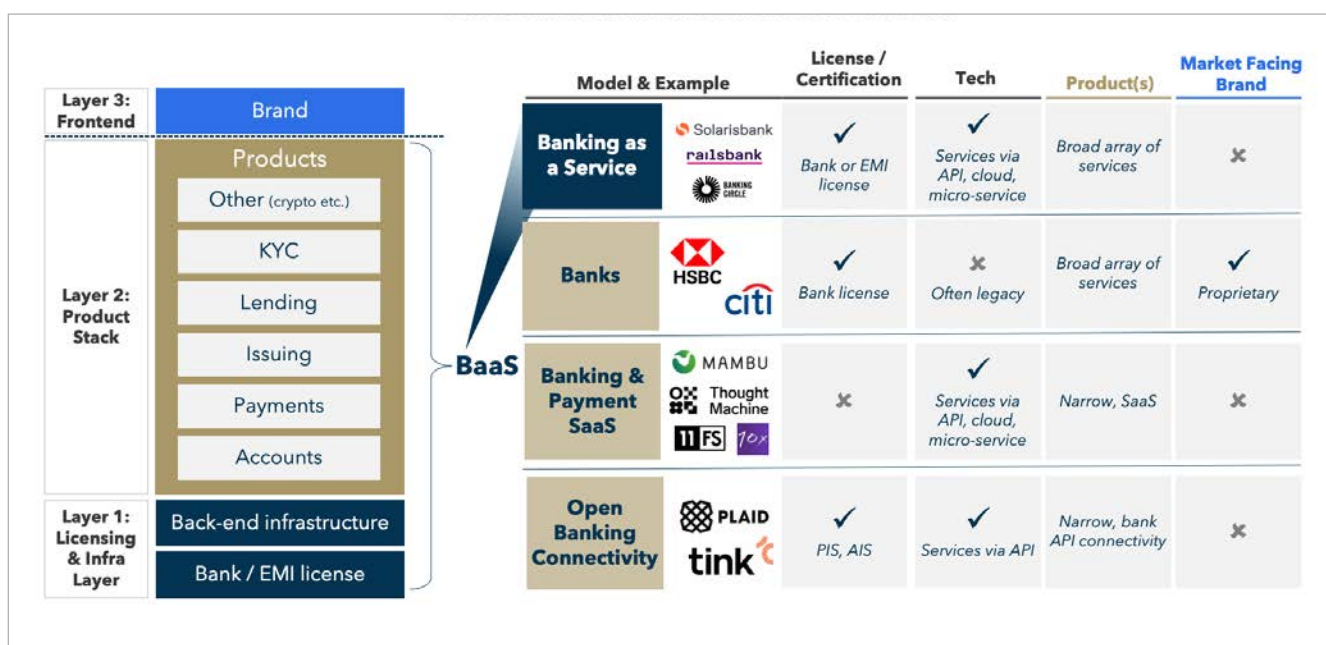 Layer 3:
Frontend
Brand
Layer 2:
Product
Stack
Products
Other (crypto etc.)
KYC
Lending
Issuing
Payments
Accounts
Layer 1:
Licensing
& Infra
Layer
Back-end infrastructure
Bank / EMI license
BaaS
Model & Example
License /
Certification
Tech
Product(s)
Market Facing
Brand
Banking as
a Service
Solarisbank
railsbank
BANKING
CIRCLE
Bank or EMI
license
Services via
API, cloud,
micro-service
Broad array of
services
Banks
HSBC
citi
Bank license
Often legacy
Broad array of
services
Proprietary
Banking &
Payment
SaaS
MAMBU
Thought
Machine
11 FS
10x
Services via
API, cloud,
micro-service
Narrow, SaaS
Open
Banking
Connectivity
PLAID
tink
PIS, AIS
Services via API
Narrow, bank
API connectivity